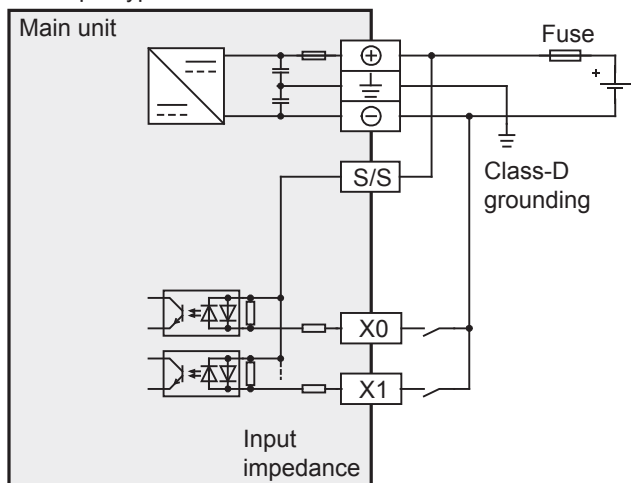 Main unit
Fuse
+
S/S
Class-D
grounding
X0
X1
Input
impedance